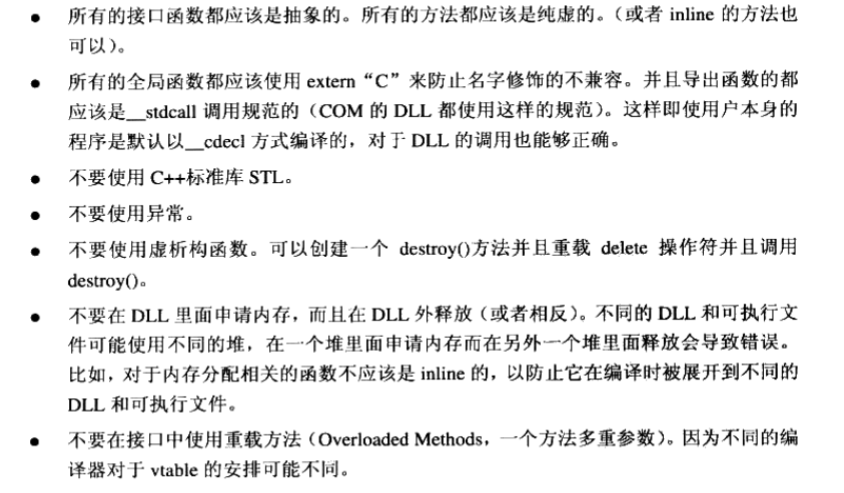 ● 所有的接口函数都应该是抽象的。所有的方法都应该是纯虚的。（或者 inline 的方法也
可以）。
● 所有的全局函数都应该使用 extern“C”来防止名字修饰的不兼容。并且导出函数的都
应该是__stdcall 调用规范的（COM 的 DLL 都使用这样的规范）。这样即使用户本身的
程序是默认以__cdecl 方式编译的，对于 DLL 的调用也能够正确。
● 不要使用 C++标准库 STL。
● 不要使用异常。
● 不要使用虚析构函数。可以创建一个 destroy()方法并且重载 delete 操作符并且调用
destroy()。
● 不要在 DLL 里面申请内存，而且在 DLL 外释放（或者相反）。不同的 DLL 和可执行文
件可能使用不同的堆，在一个堆里面申请内存而在另外一个堆里面释放会导致错误。
比如，对于内存分配相关的函数不应该是 inline 的，以防止它在编译时被展开到不同的
DLL 和可执行文件。
● 不要在接口中使用重载方法（Overloaded Methods，一个方法多重参数）。因为不同的编
译器对于 vtable 的安排可能不同。